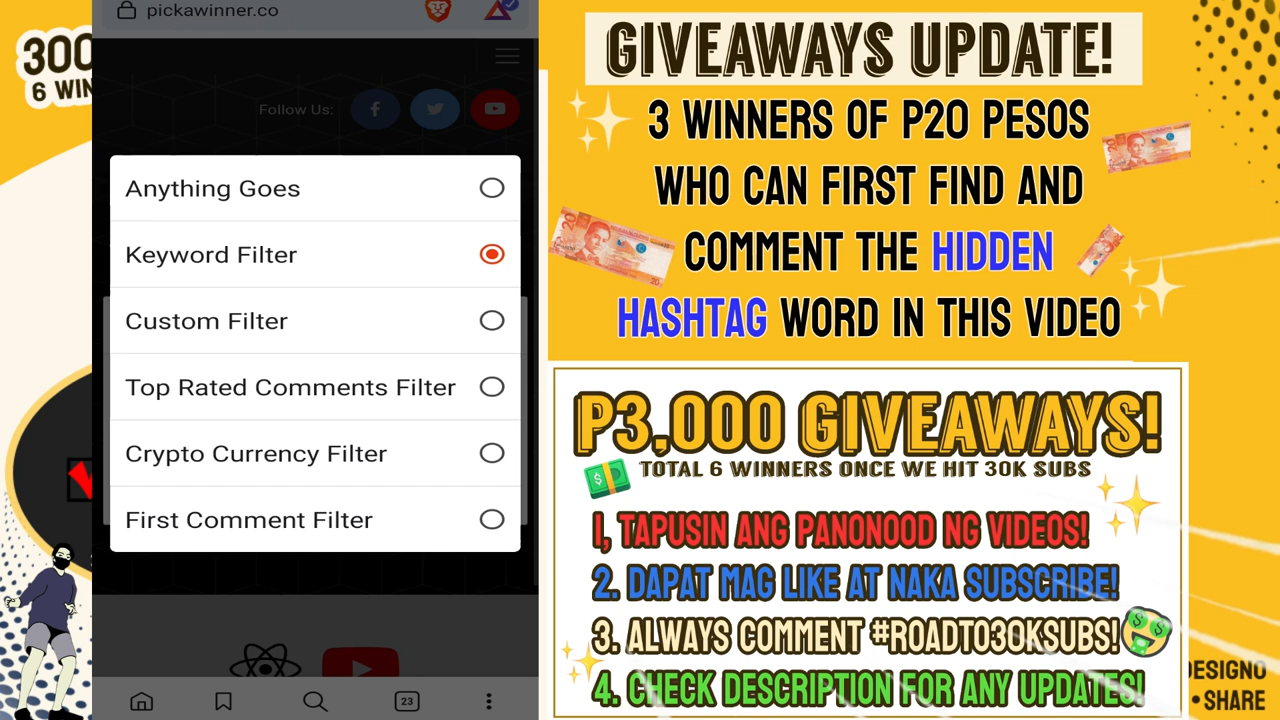 300
6 WIN
pickawinner.co
Follow Us:
Anything Goes
Keyword Filter
Custom Filter
Top Rated Comments Filter
Crypto Currency Filter
First Comment Filter
23
GIVEAWAYS UPDATE!
3 WINNERS OF P20 PESOS
WHO CAN FIRST FIND AND
COMMENT THE HIDDEN
HASHTAG WORD IN THIS VIDEO
P3,000 GIVEAWAYS!
TOTAL 6 WINNERS ONCE WE HIT 30K SUBS
1, TAPUSIN ANG PANONOOD NG VIDEOS!
2. DAPAT MAG LIKE AT NAKA SUBSCRIBE!
3. ALWAYS COMMENT #ROADTO30KSUBS!
4. CHECK DESCRIPTION FOR ANY UPDATES!
DESIGNO
• SHARE